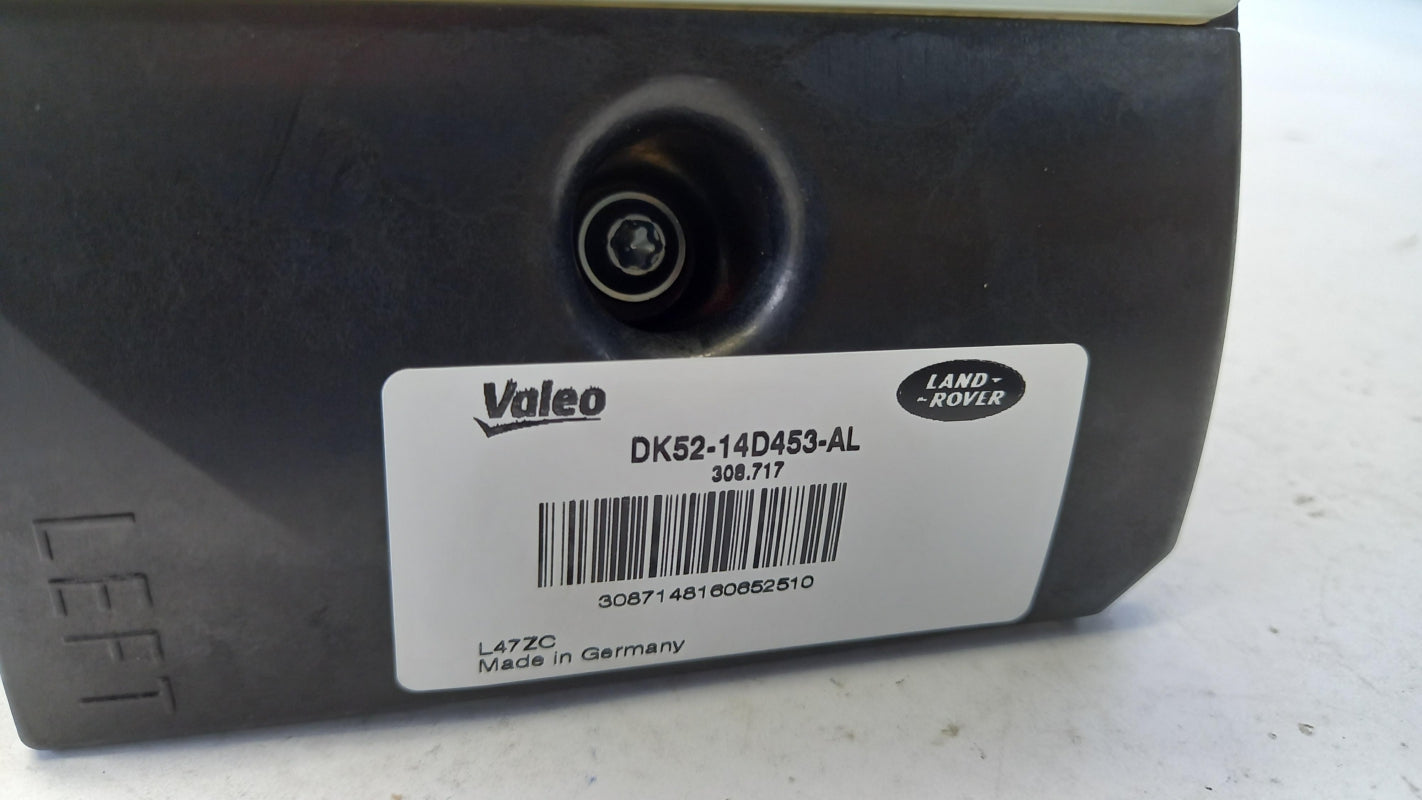 Valeo
LAND-
-ROVER
DK52-14D453-AL
308.717
3087148160652510
L47ZC
Made in Germany
LEFT